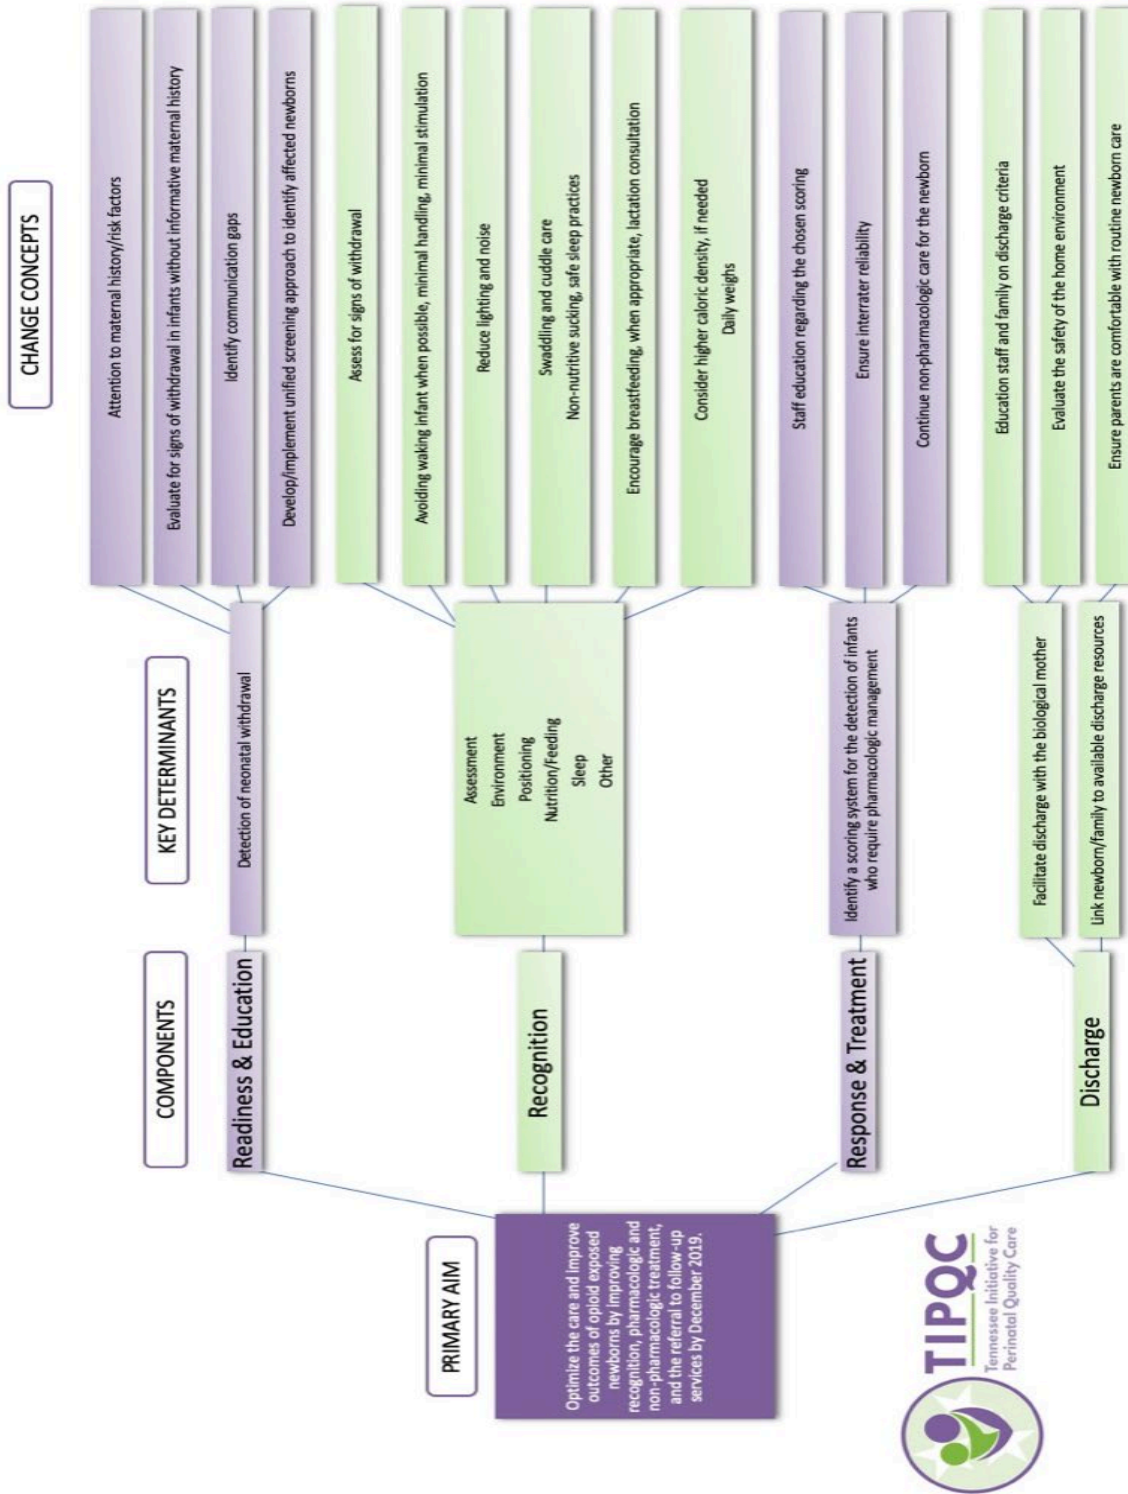 PRIMARY AIM
COMPONENTS
KEY DETERMINANTS
CHANGE CONCEPTS
Optimize the care and improve
outcomes of opioid exposed
newborns by improving
recognition, pharmacologic and
non-pharmacologic treatment,
and the referral to follow-up
services by December 2019.
Readiness & Education
Detection of neonatal withdrawal
Attention to maternal history/risk factors
Evaluate for signs of withdrawal in infants without informative maternal history
Identify communication gaps
Develop/implement unified screening approach to identify affected newborns
Recognition
Assessment
Environment
Positioning
Nutrition/Feeding
Sleep
Other
Assess for signs of withdrawal
Avoiding waking infant when possible, minimal handling, minimal stimulation
Reduce lighting and noise
Swaddling and cuddle care
Non-nutritive sucking, safe sleep practices
Encourage breastfeeding, when appropriate, lactation consultation
Consider higher caloric density, if needed
Daily weighs
Response & Treatment
Identify a scoring system for the detection of infants
who require pharmacologic management
Staff education regarding the chosen scoring
Ensure interrater reliability
Continue non-pharmacologic care for the newborn
Discharge
Facilitate discharge with the biological mother
Link newborn/family to available discharge resources
Education staff and family on discharge criteria
Evaluate the safety of the home environment
Ensure parents are comfortable with routine newborn care
TIPQC
Tennessee Initiative for
Perinatal Quality Care